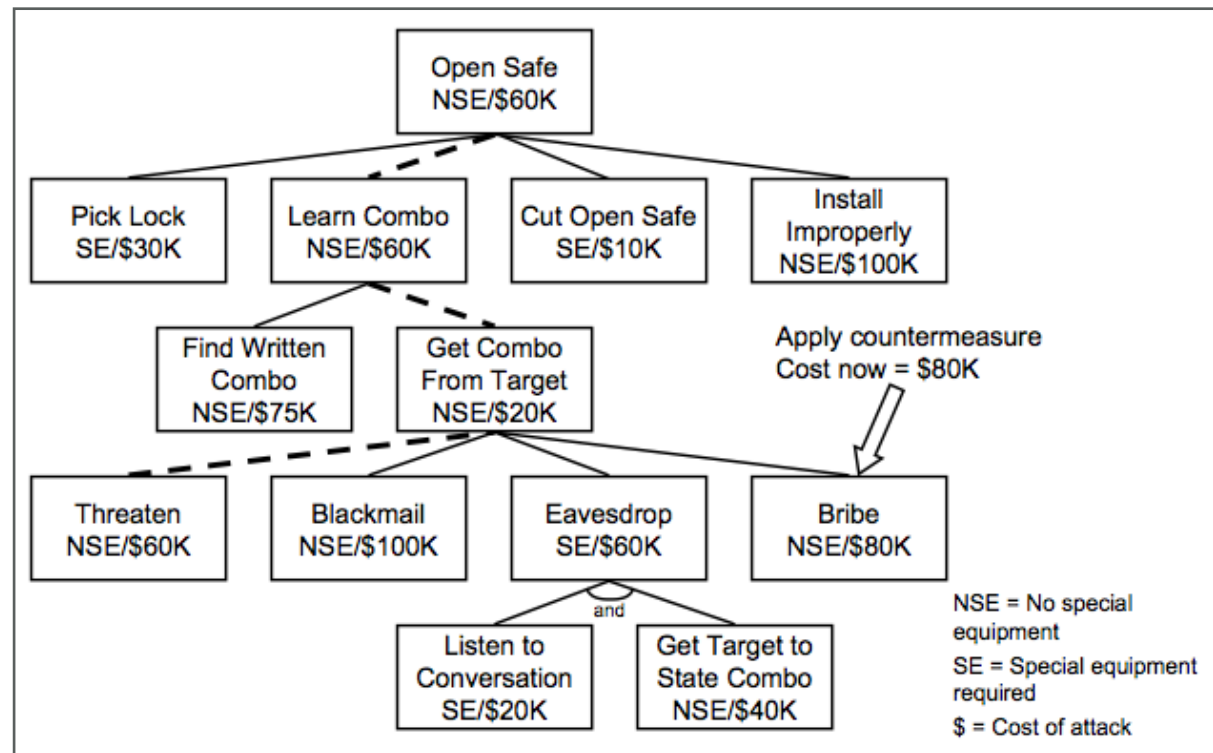 Open Safe
NSE/$60K
Pick Lock
SE/$30K
Learn Combo
NSE/$60K
Cut Open Safe
SE/$10K
Install
Improperly
NSE/$100K
Find Written
Combo
NSE/$75K
Get Combo
From Target
NSE/$20K
Apply countermeasure
Cost now = $80K
Threaten
NSE/$60K
Blackmail
NSE/$100K
Eavesdrop
SE/$60K
Bribe
NSE/$80K
and
Listen to
Conversation
SE/$20K
Get Target to
State Combo
NSE/$40K
NSE = No special
equipment
SE = Special equipment
required
$ = Cost of attack